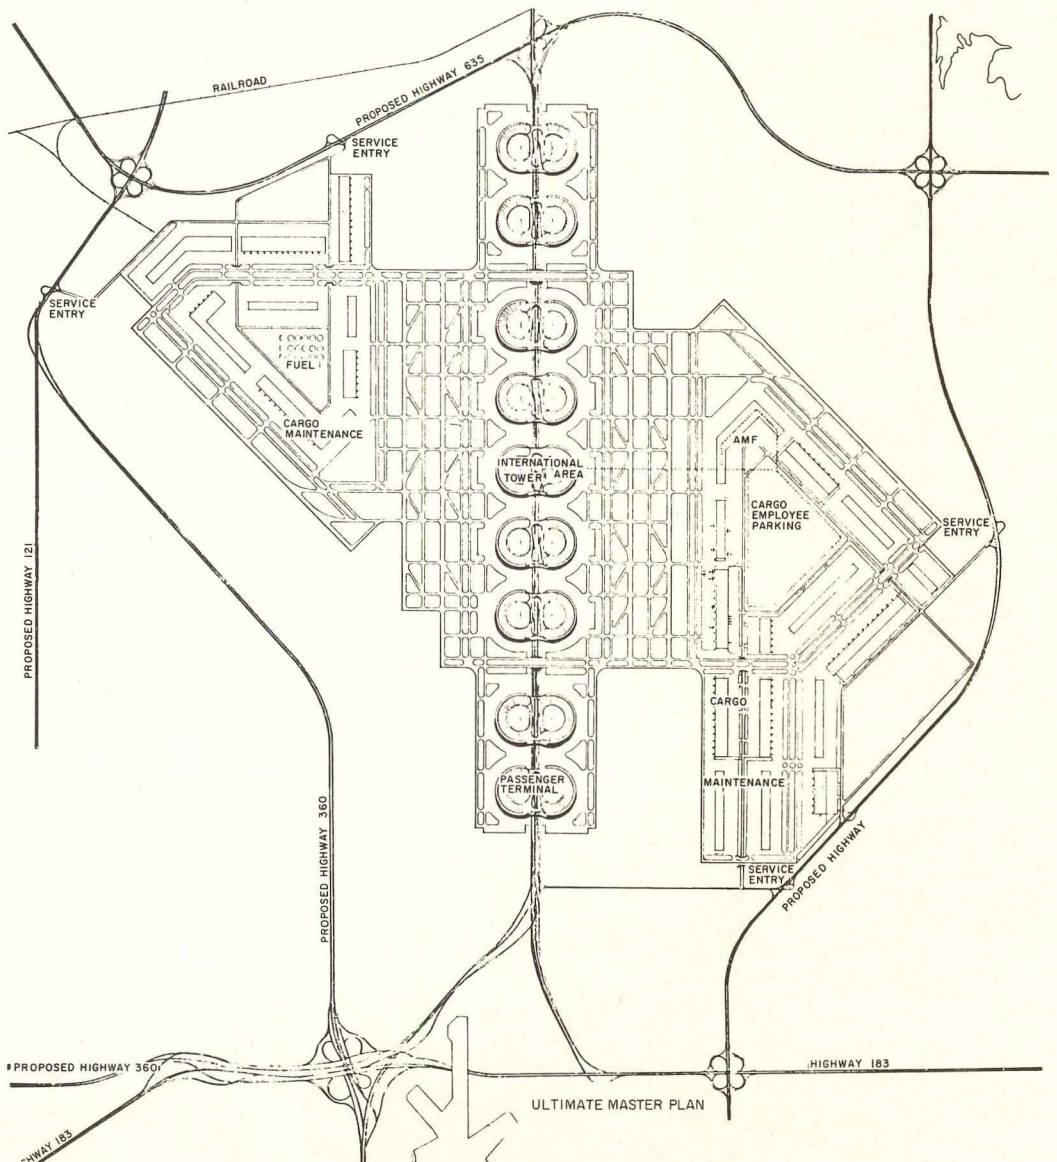 RAILROAD
PROPOSED HIGHWAY 635
SERVICE
ENTRY
SERVICE
ENTRY
FUEL
CARGO
MAINTENANCE
INTERNATIONAL
TOWER AREA
AMF
CARGO
EMPLOYEE
PARKING
SERVICE
ENTRY
PROPOSED HIGHWAY 121
CARGO
PASSENGER
TERMINAL
MAINTENANCE
PROPOSED HIGHWAY 360
SERVICE
ENTRY
PROPOSED HIGHWAY
PROPOSED HIGHWAY 360
HIGHWAY 183
ULTIMATE MASTER PLAN
GHWAY 183